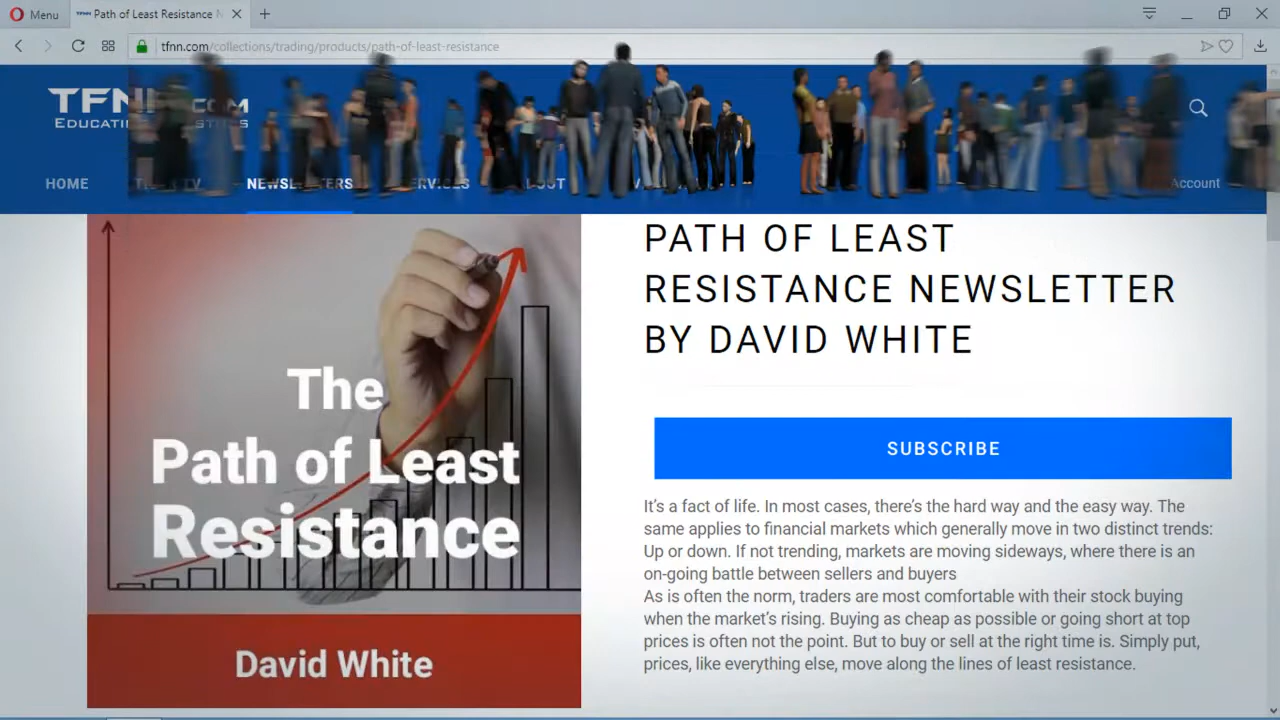 Menu
Path of Least Resistance N
tfnn.com/collections/trading/products/path-of-least-resistance
TFN
COM
EDUCATIN
HOME
TV
NEWSL
Account
PATH OF LEAST
RESISTANCE NEWSLETTER
BY DAVID WHITE
The
Path of Least
Resistance
David White
SUBSCRIBE
It's a fact of life. In most cases, there's the hard way and the easy way. The
same applies to financial markets which generally move in two distinct trends:
Up or down. If not trending, markets are moving sideways, where there is an
on-going battle between sellers and buyers
As is often the norm, traders are most comfortable with their stock buying
when the market's rising. Buying as cheap as possible or going short at top
prices is often not the point. But to buy or sell at the right time is. Simply put,
prices, like everything else, move along the lines of least resistance.